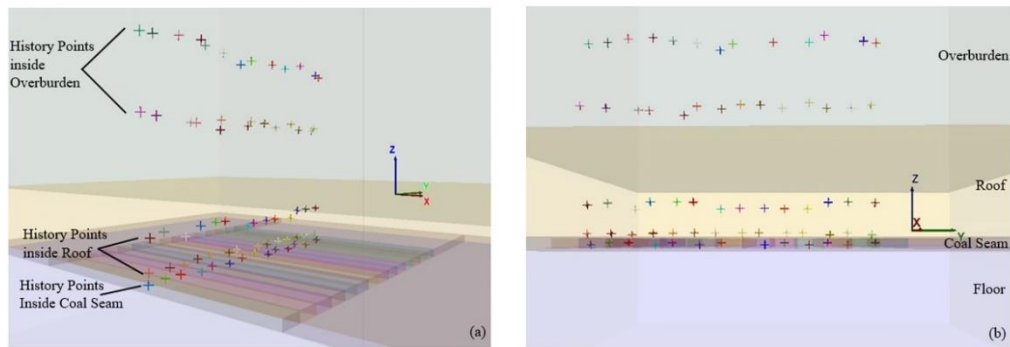 History Points
inside
Overburden
Z
Y
X
History Points
inside Roof
History Points
Inside Coal Seam
(a)
Overburden
Roof
Z
X
Y
Coal Seam
Floor
(b)